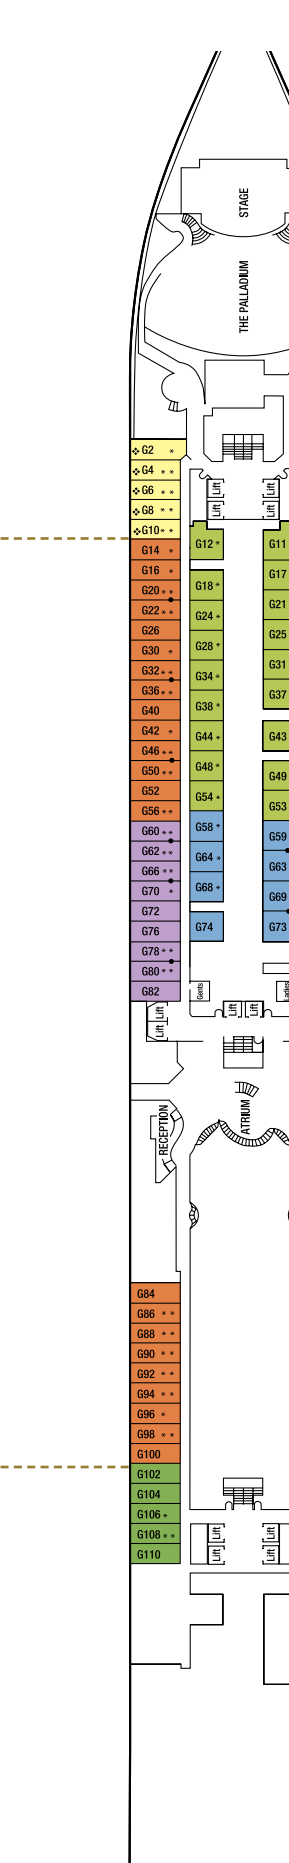 STAGE
THE PALLADIUM
❖ G2 *
❖ G4 * *
❖ G6 * *
❖ G8 * *
❖ G10 * *
Lift Lift
Lift Lift
G14 *
G16 *
G20 * *
G22 * *
G26
G30 *
G32 * *
G36 * *
G40
G42 *
G46 * *
G50 * *
G52
G56 * *
G60 * *
G62 * *
G66 * *
G70 *
G72
G76
G78 * *
G80 * *
G82
G12 *
G18 *
G24 *
G28 *
G34 *
G38 *
G44 *
G48 *
G54 *
G58 *
G64 *
G68 *
G74
G11
G17
G21
G25
G31
G37
G43
G49
G53
G59
G63
G69
G73
Gents
Ladies
Lift Lift
Lift
Lift
ATRIUM
RECEPTION
G84
G86 * *
G88 * *
G90 * *
G92 * *
G94 * *
G96 *
G98 * *
G100
G102
G104
G106 *
G108 * *
G110
Lift Lift
Lift Lift